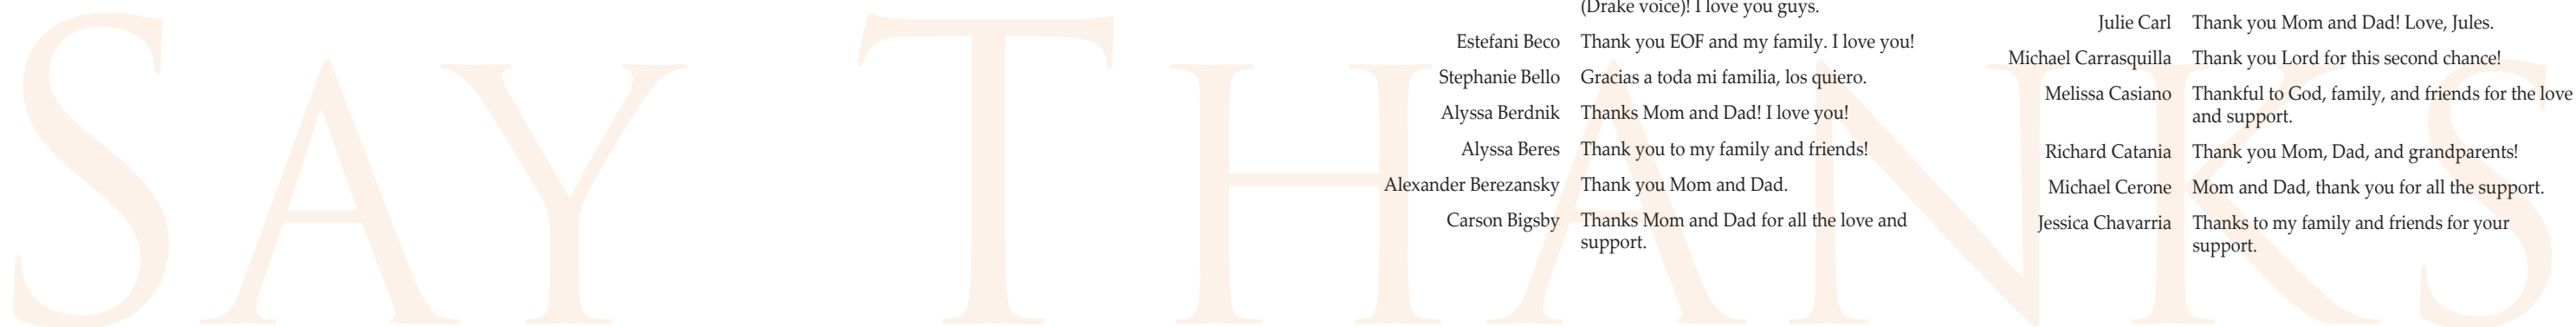 SAY THANKS
(Drake voice)! I love you guys.
Estefani Beco Thank you EOF and my family. I love you!
Stephanie Bello Gracias a toda mi familia, los quiero.
Alyssa Berdnik Thanks Mom and Dad! I love you!
Alyssa Beres Thank you to my family and friends!
Alexander Berezansky Thank you Mom and Dad.
Carson Bigsby Thanks Mom and Dad for all the love and
support.
Julie Carl Thank you Mom and Dad! Love, Jules.
Michael Carrasquilla Thank you Lord for this second chance!
Melissa Casiano Thankful to God, family, and friends for the love
and support.
Richard Catania Thank you Mom, Dad, and grandparents!
Michael Cerone Mom and Dad, thank you for all the support.
Jessica Chavarria Thanks to my family and friends for your
support.